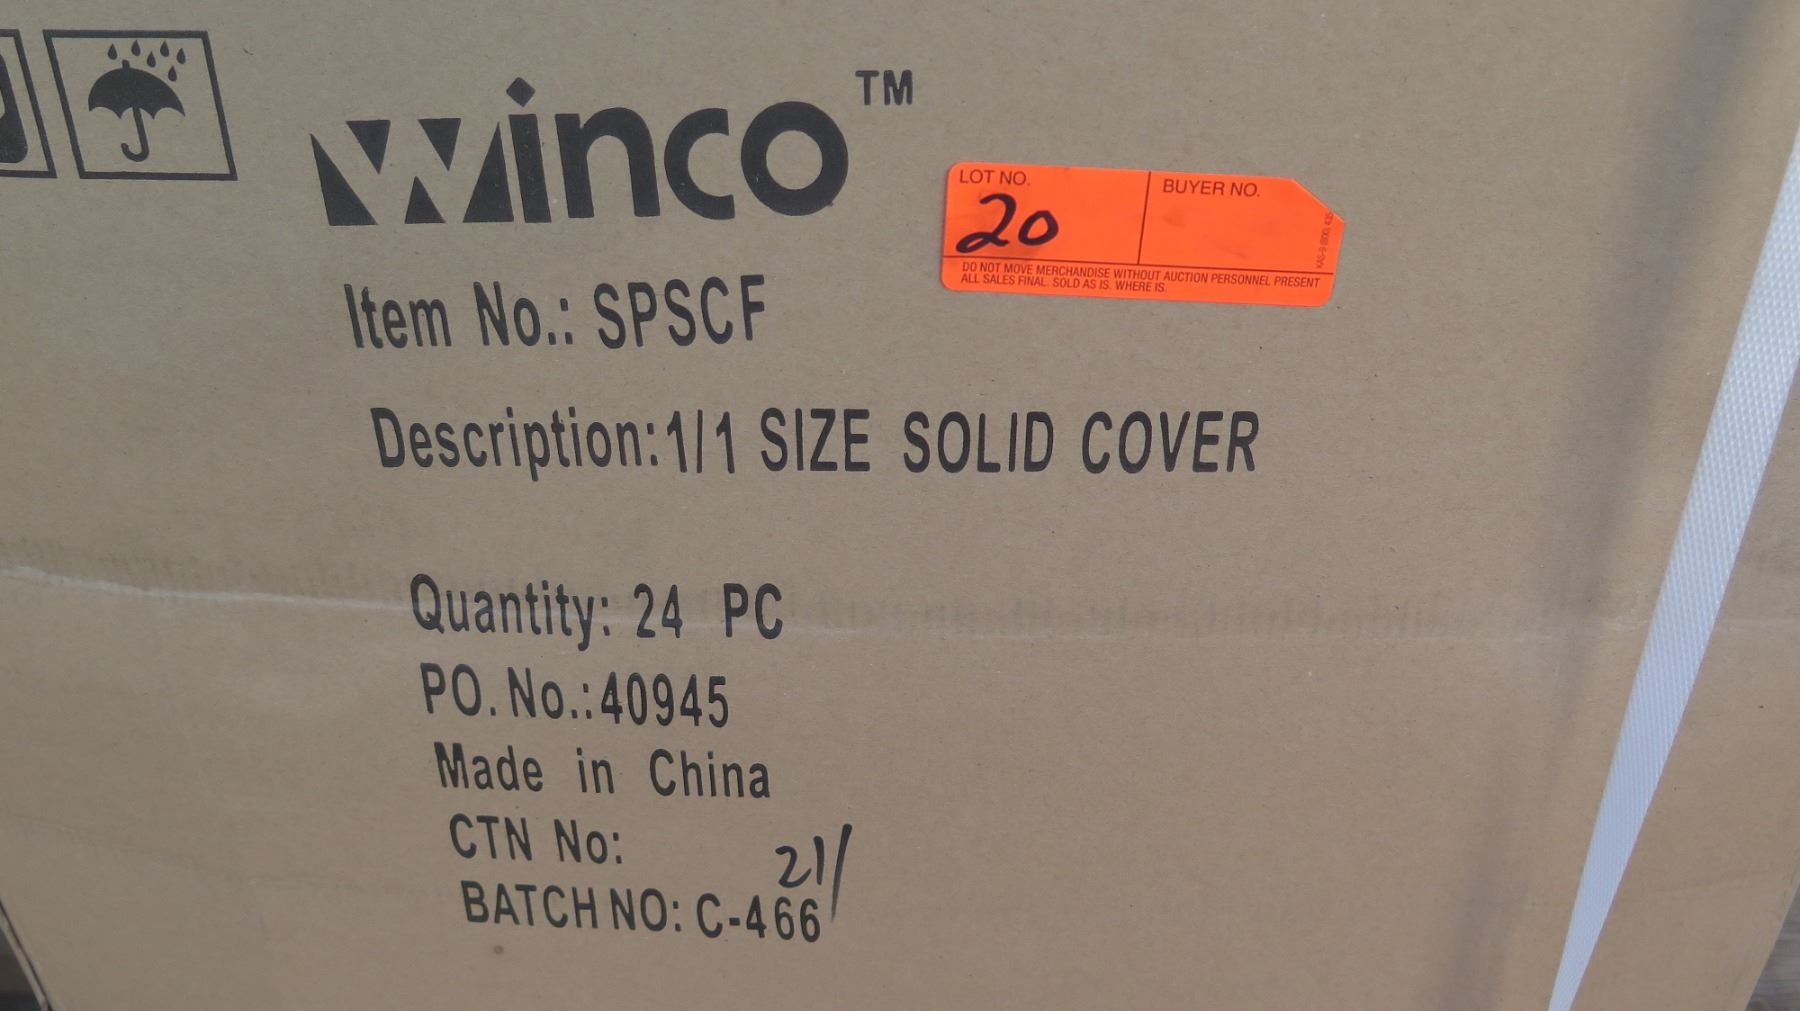 winco™
LOT NO.
20
BUYER NO.
DO NOT MOVE MERCHANDISE WITHOUT AUCTION PERSONNEL PRESENT
ALL SALES FINAL. SOLD AS IS. WHERE IS.
Item No.: SPSCF
Description:1/1 SIZE SOLID COVER
Quantity: 24 PC
PO. No.:40945
Made in China
CTN No: 21/
BATCH NO: C-466